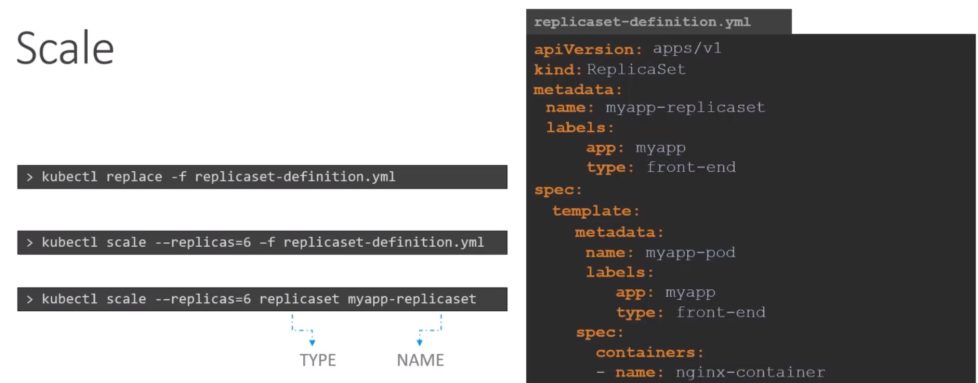 Scale
> kubectl replace -f replicaset-definition.yml
> kubectl scale --replicas=6 -f replicaset-definition.yml
> kubectl scale --replicas=6 replicaset myapp-replicaset
TYPE
NAME
replicaset-definition.yml
apiVersion: apps/v1
kind: ReplicaSet
metadata:
name: myapp-replicaset
labels:
app: myapp
type: front-end
spec:
template:
metadata:
name: myapp-pod
labels:
app: myapp
type: front-end
spec:
containers:
- name: nginx-container